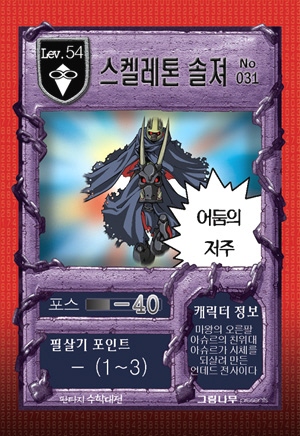 Lev.54
스켈레톤 솔져
No
031
어둠의
저주
포스 -40
필살기 포인트
- (1~3)
캐릭터 정보
마왕의 오른팔
아슈르의 친위대
아슈르가 시체를
되살려 만든
언데드 전사이다
판타지 수학대전
그림나무